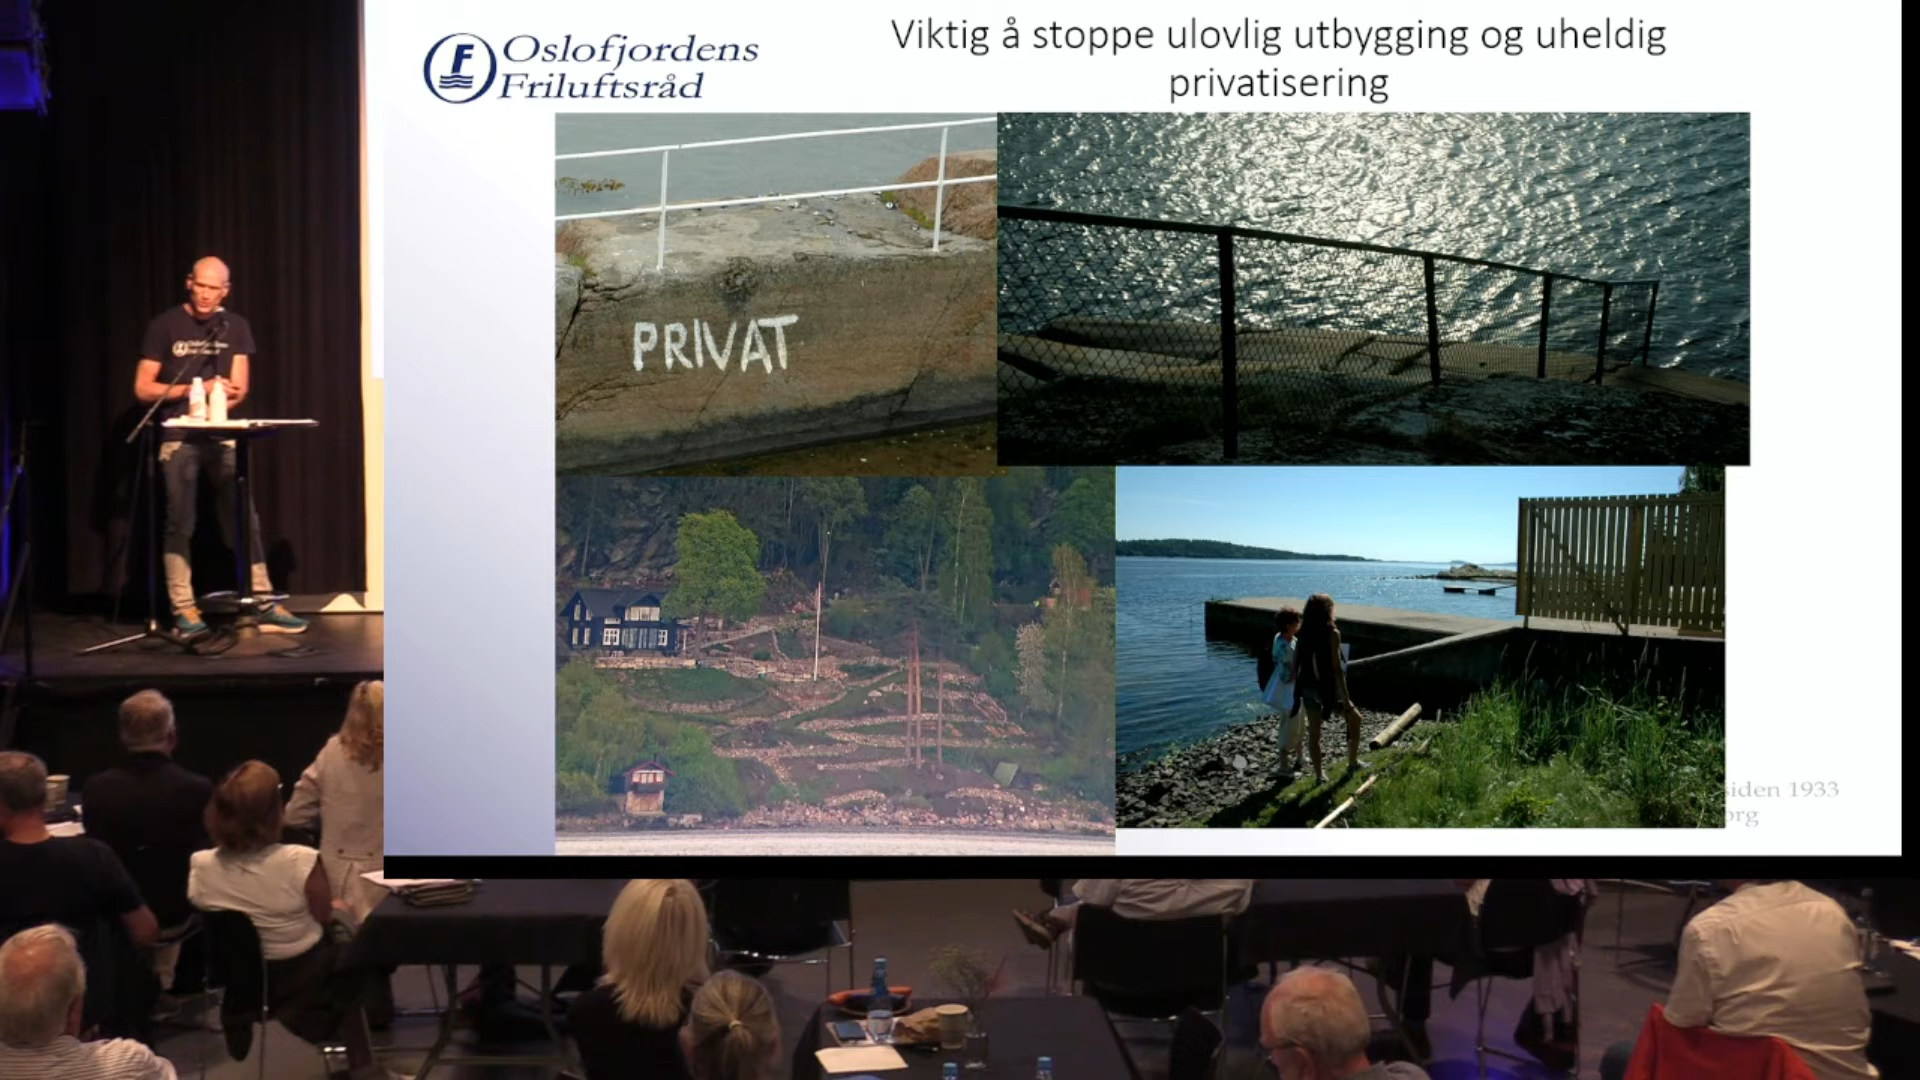 Oslofjordens
Friluftsråd
Viktig å stoppe ulovlig utbygging og uheldig
privatisering
PRIVAT
siden 1933
org